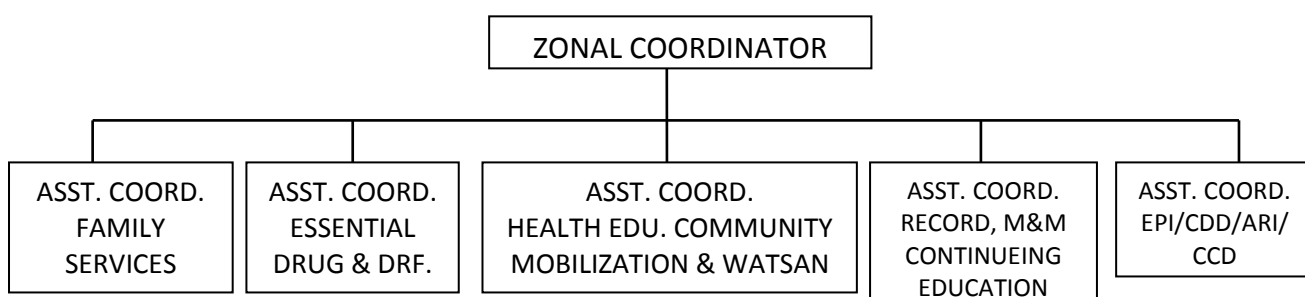 ZONAL COORDINATOR
ASST. COORD.
FAMILY
SERVICES
ASST. COORD.
ESSENTIAL
DRUG & DRF.
ASST. COORD.
HEALTH EDU. COMMUNITY
MOBILIZATION & WATSAN
ASST. COORD.
RECORD, M&M
CONTINUEING
EDUCATION
ASST. COORD.
EPI/CDD/ARI/
CCD